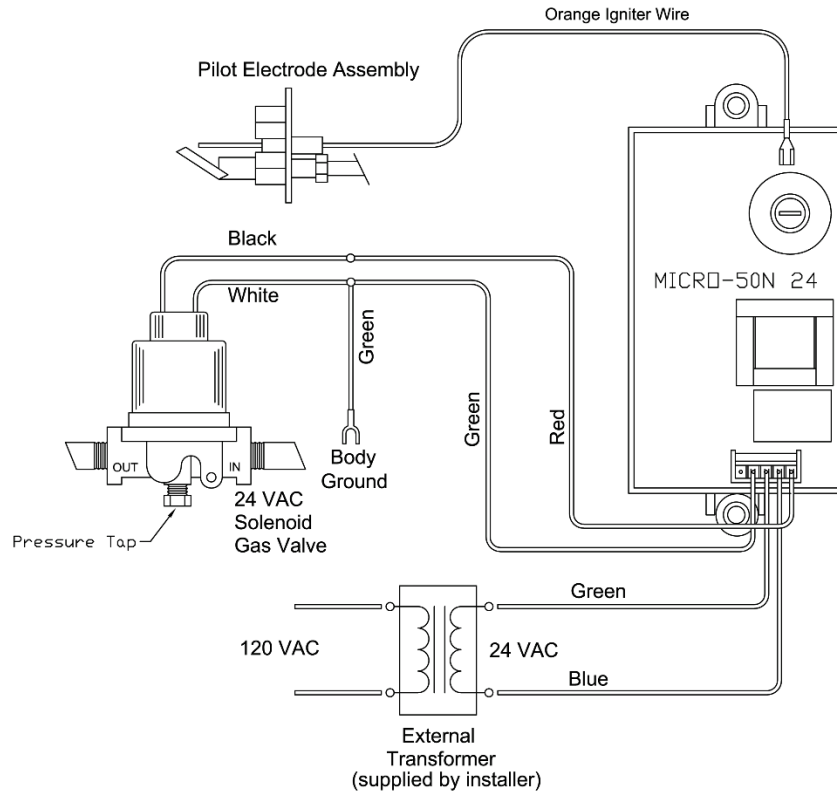 Orange Igniter Wire
Pilot Electrode Assembly
Black
White
Green
MICRO-50N 24
Green
Red
Body
Ground
OUT
IN
24 VAC
Solenoid
Gas Valve
Pressure Tap
Green
120 VAC
24 VAC
Blue
External
Transformer
(supplied by installer)